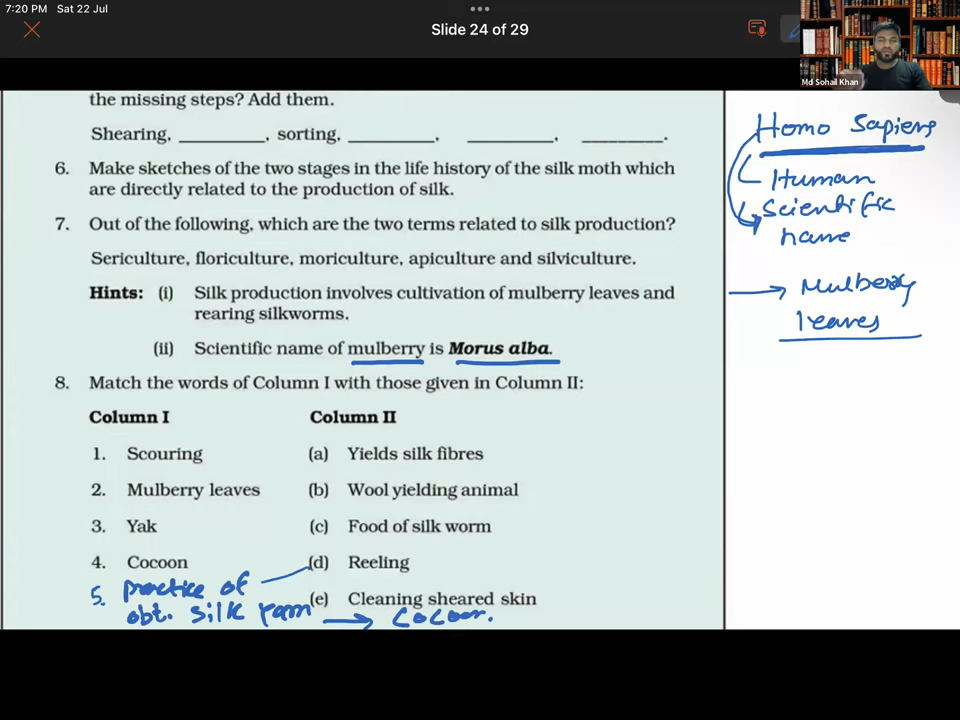 7:20 PM Sat 22 Jul
Slide 24 of 29
Md Sohail Khan
the missing steps? Add them.
Shearing, __________, sorting, __________, __________, __________.
6. Make sketches of the two stages in the life history of the silk moth which
are directly related to the production of silk.
7. Out of the following, which are the two terms related to silk production?
Sericulture, floriculture, moriculture, apiculture and silviculture.
Hints: (i) Silk production involves cultivation of mulberry leaves and
rearing silkworms.
(ii) Scientific name of mulberry is Morus alba.
8. Match the words of Column I with those given in Column II:
Column I Column II
1. Scouring (a) Yields silk fibres
2. Mulberry leaves (b) Wool yielding animal
3. Yak (c) Food of silk worm
4. Cocoon (d) Reeling
5. practice of (e) Cleaning sheared skin
obt. silk yarn → Cocoon.
Homo Sapiens
Human
Scientific
name
→ Mulberry
leaves